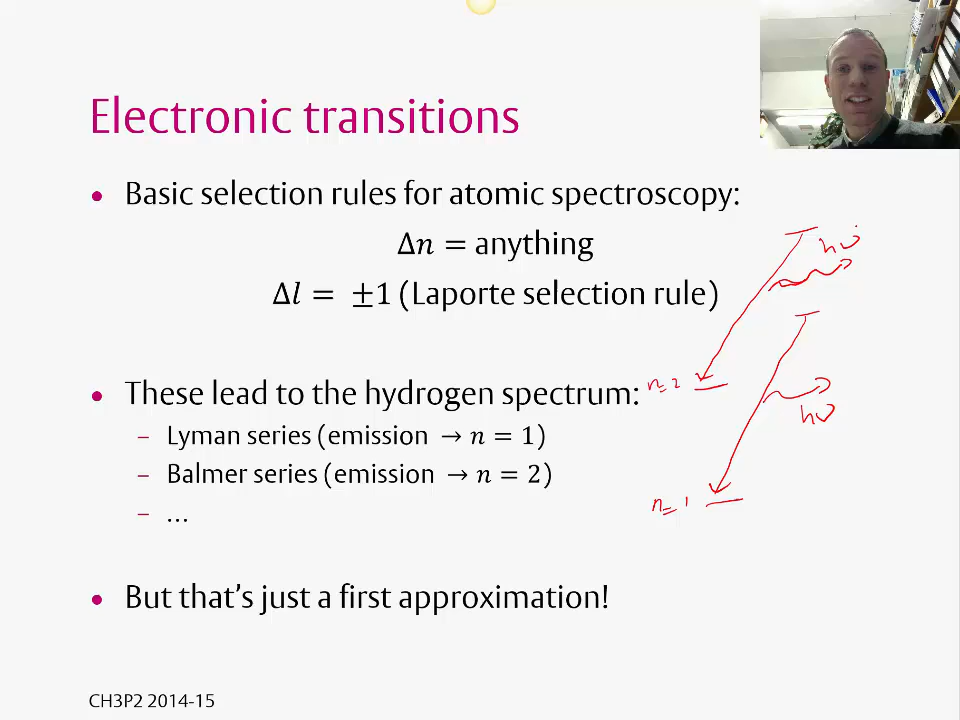 Electronic transitions
• Basic selection rules for atomic spectroscopy:
Δn = anything
Δl = ±1 (Laporte selection rule)
hν
• These lead to the hydrogen spectrum:
n=2
– Lyman series (emission → n = 1)
hν
– Balmer series (emission → n = 2)
n=1
– …
• But that's just a first approximation!
CH3P2 2014-15